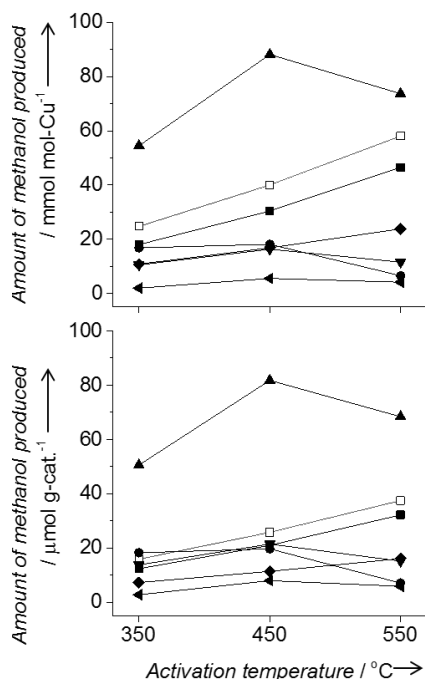 Amount of methanol produced
/ mmol mol-Cu⁻¹
100
80
60
40
20
0
Amount of methanol produced
/ μmol g-cat.⁻¹
100
80
60
40
20
0
350 450 550
Activation temperature / °C